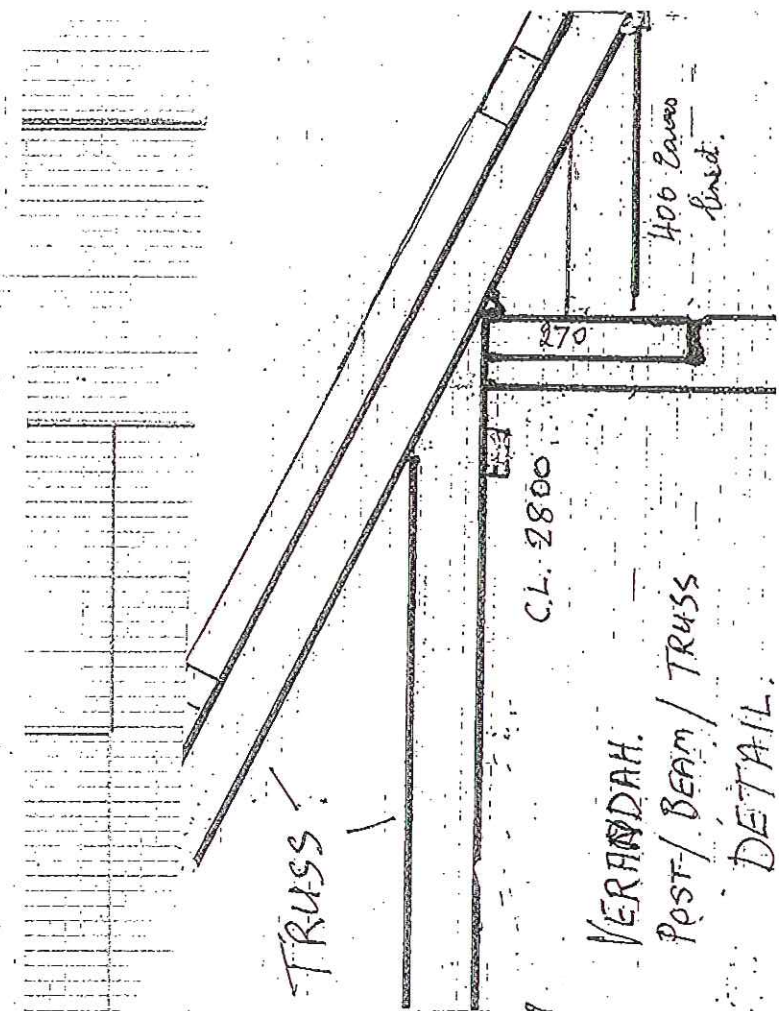 TRUSS
270
400 Eaves
lined.
C.L. 2800
VERANDAH.
POST / BEAM / TRUSS
DETAIL.